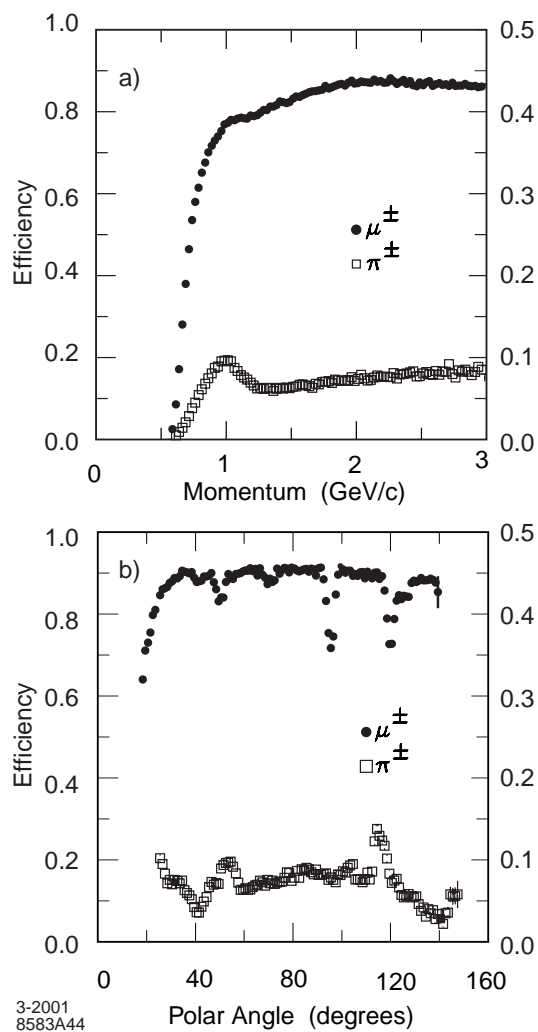 1.0 0.5
a)
0.8 0.4
0.6 0.3
μ±
π±
0.4 0.2
0.2 0.1
0.0 0.0
0 1 2 3
Momentum (GeV/c)
Efficiency
1.0 0.5
b)
0.8 0.4
0.6 0.3
μ±
π±
0.4 0.2
0.2 0.1
0.0 0.0
0 40 80 120 160
Polar Angle (degrees)
Efficiency
3-2001
8583A44